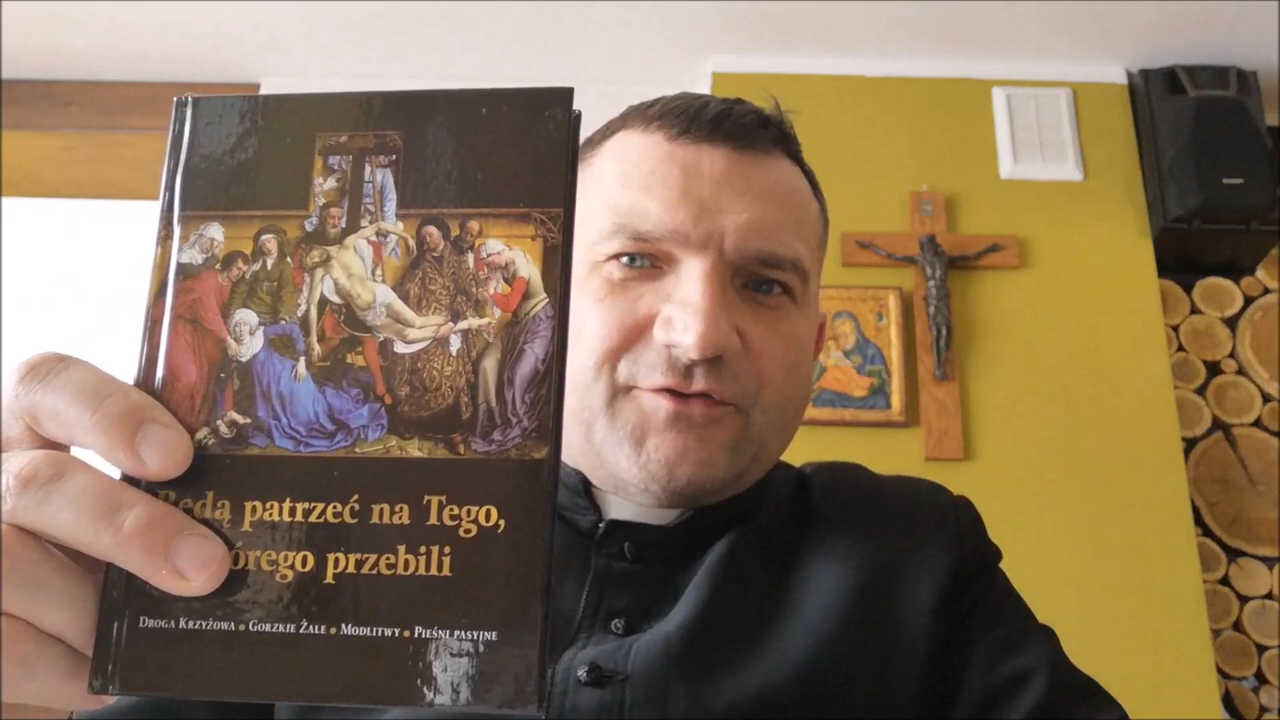 Będą patrzeć na Tego,
przebili
DROGA KRZYŻOWA • GORZKIE ŻALE • MODLITWY • PIEŚNI PASYJNE